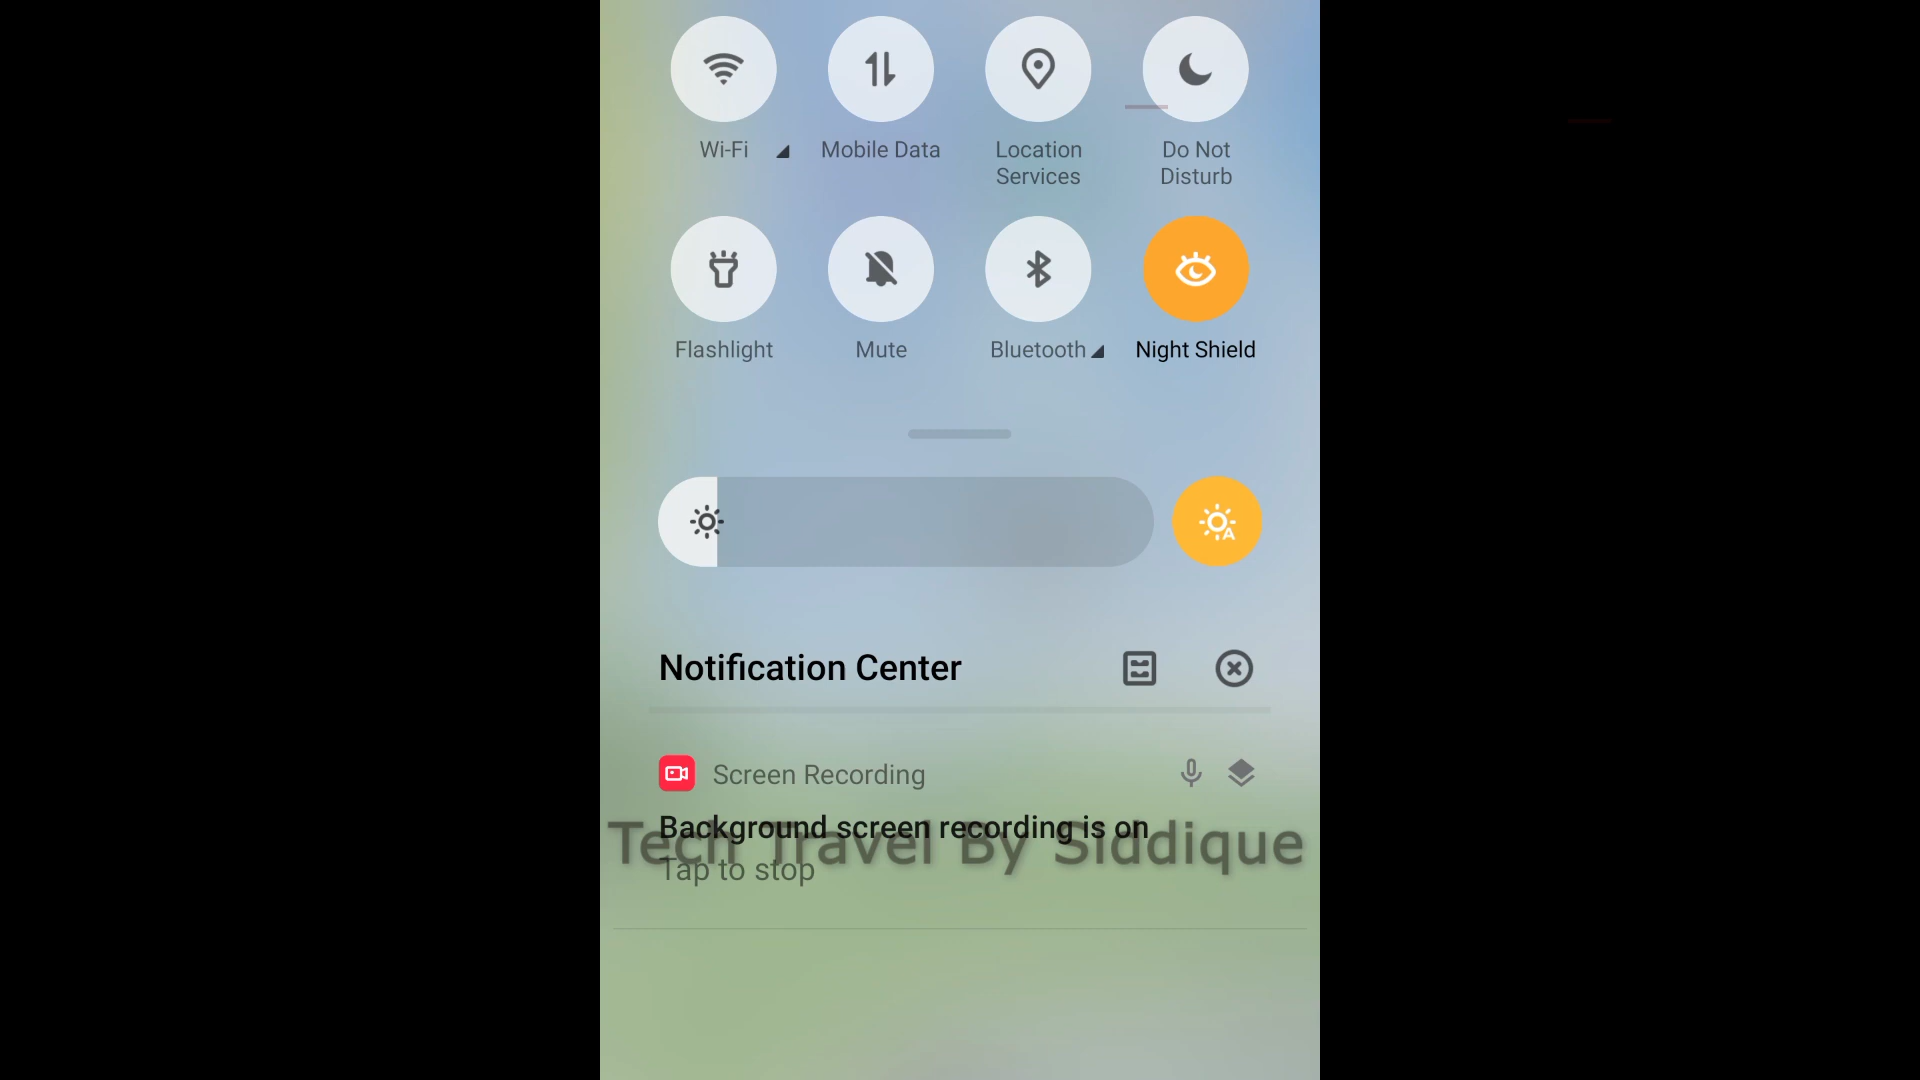 Wi-Fi
Mobile Data
Location
Services
Do Not
Disturb
Flashlight
Mute
Bluetooth
Night Shield
A
Notification Center
Screen Recording
Background screen recording is on
Tech Travel By Siddique
Tap to stop